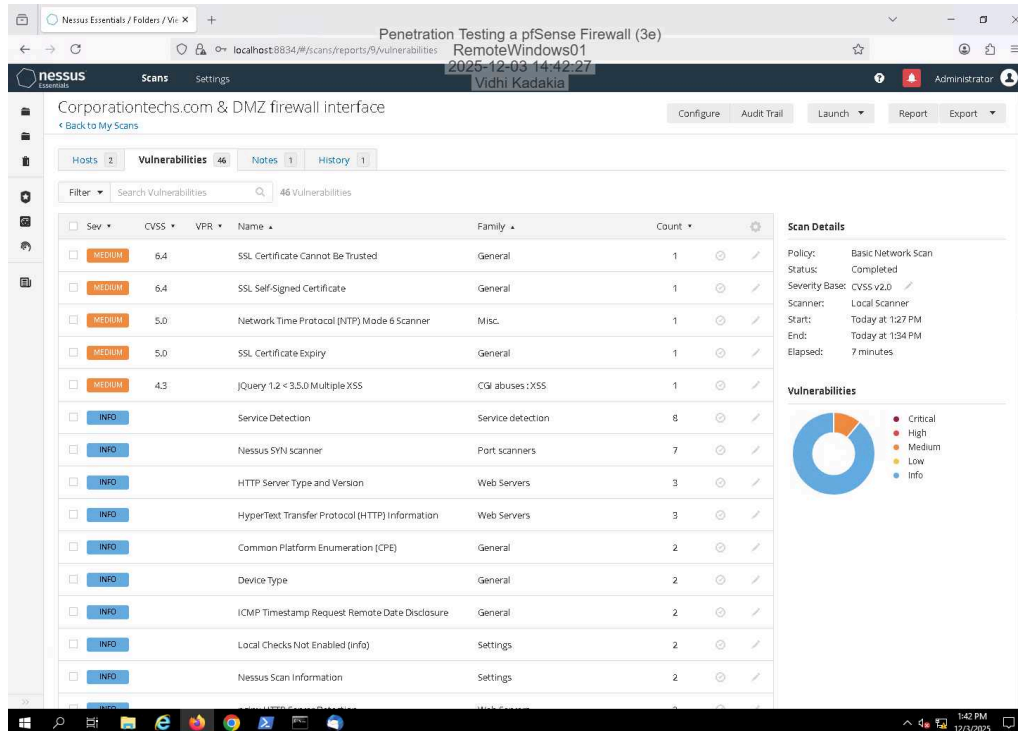 Nessus Essentials / Folders / Vie
Penetration Testing a pfSense Firewall (3e)
localhost:8834/#/scans/reports/9/vulnerabilities
RemoteWindows01
2025-12-03 14:42:27
Vidhi Kadakia
nessus
Essentials
Scans
Settings
Administrator
Corporationtechs.com & DMZ firewall interface
Configure
Audit Trail
Launch
Report
Export
< Back to My Scans
Hosts 2
Vulnerabilities 46
Notes 1
History 1
Filter
Search Vulnerabilities
46 Vulnerabilities
Sev CVSS VPR Name Family Count
MEDIUM 6.4 SSL Certificate Cannot Be Trusted General 1
MEDIUM 6.4 SSL Self-Signed Certificate General 1
MEDIUM 5.0 Network Time Protocol (NTP) Mode 6 Scanner Misc. 1
MEDIUM 5.0 SSL Certificate Expiry General 1
MEDIUM 4.3 JQuery 1.2 < 3.5.0 Multiple XSS CGI abuses : XSS 1
INFO Service Detection Service detection 8
INFO Nessus SYN scanner Port scanners 7
INFO HTTP Server Type and Version Web Servers 3
INFO HyperText Transfer Protocol (HTTP) Information Web Servers 3
INFO Common Platform Enumeration (CPE) General 2
INFO Device Type General 2
INFO ICMP Timestamp Request Remote Date Disclosure General 2
INFO Local Checks Not Enabled (info) Settings 2
INFO Nessus Scan Information Settings 2
Scan Details
Policy: Basic Network Scan
Status: Completed
Severity Base: CVSS v2.0
Scanner: Local Scanner
Start: Today at 1:27 PM
End: Today at 1:34 PM
Elapsed: 7 minutes
Vulnerabilities
Critical
High
Medium
Low
Info
1:42 PM
12/3/2025